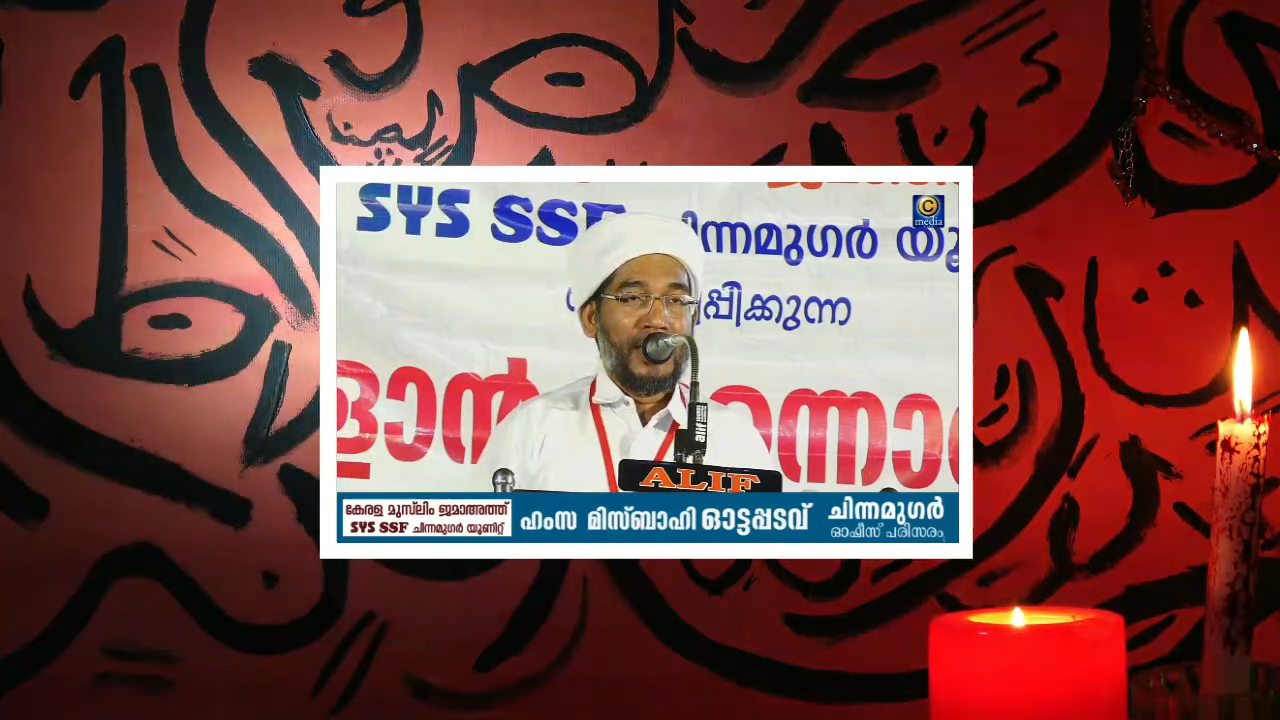 SYS SSF ചിന്നമുഗർ
C
media
പ്പിക്കുന്ന
ളാൻ
ന്നാ
alif
ALIF
കേരള മുസ്ലിം ജമാഅത്ത്
SYS SSF ചിന്നമുഗർ യൂണിറ്റ്
ഹംസ മിസ്ബാഹി ഓട്ടപ്പടവ്
ചിന്നമുഗർ
ഓഫീസ് പരിസരം,